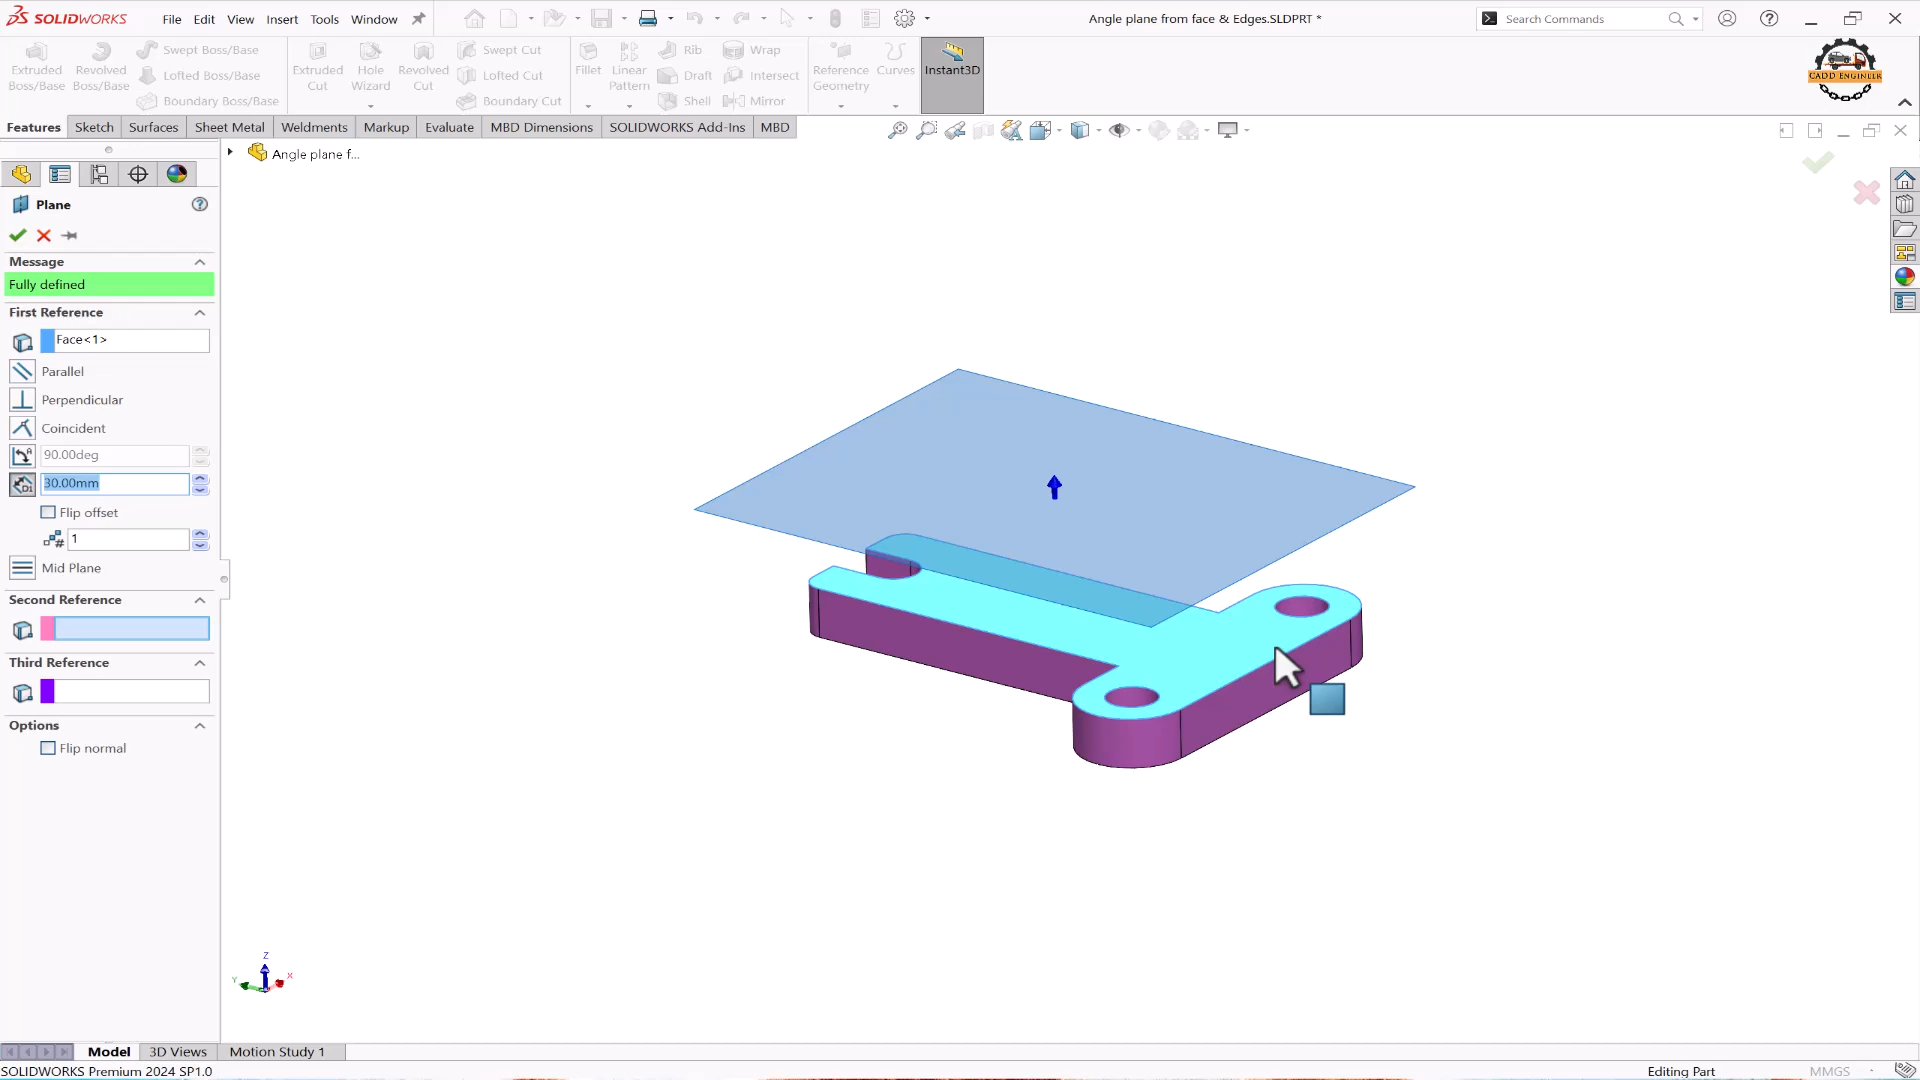 SOLIDWORKS File Edit View Insert Tools Window
Angle plane from face & Edges.SLDPRT *
Search Commands
Extruded Boss/Base
Revolved Boss/Base
Swept Boss/Base
Lofted Boss/Base
Boundary Boss/Base
Extruded Cut
Hole Wizard
Revolved Cut
Swept Cut
Lofted Cut
Boundary Cut
Fillet
Linear Pattern
Rib
Draft
Shell
Wrap
Intersect
Mirror
Reference Geometry
Curves
Instant3D
CADD ENGINEER
Features Sketch Surfaces Sheet Metal Weldments Markup Evaluate MBD Dimensions SOLIDWORKS Add-Ins MBD
Angle plane f...
Plane
Message
Fully defined
First Reference
Face<1>
Parallel
Perpendicular
Coincident
90.00deg
30.00mm
Flip offset
1
Mid Plane
Second Reference
Third Reference
Options
Flip normal
Z
Y
X
Model 3D Views Motion Study 1
SOLIDWORKS Premium 2024 SP1.0
Editing Part
MMGS